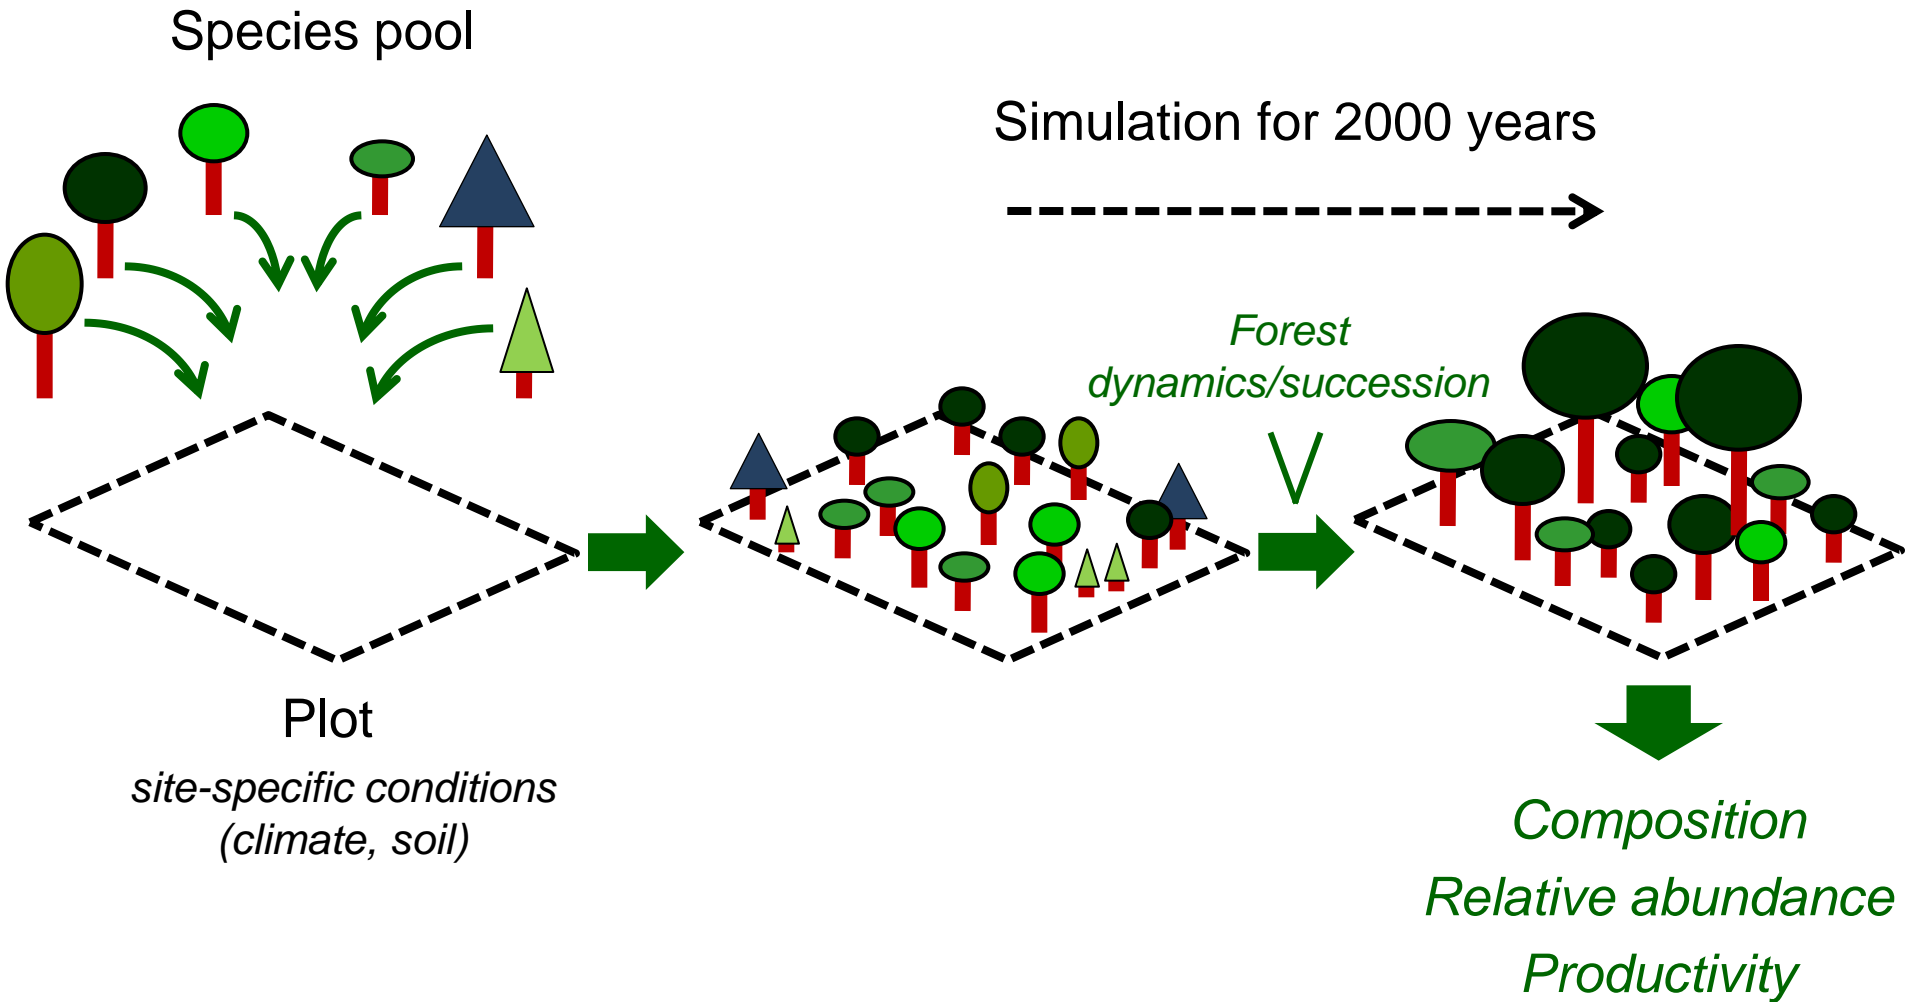 Species pool
Simulation for 2000 years
Forest
dynamics/succession
Plot
site-specific conditions
(climate, soil)
Composition
Relative abundance
Productivity